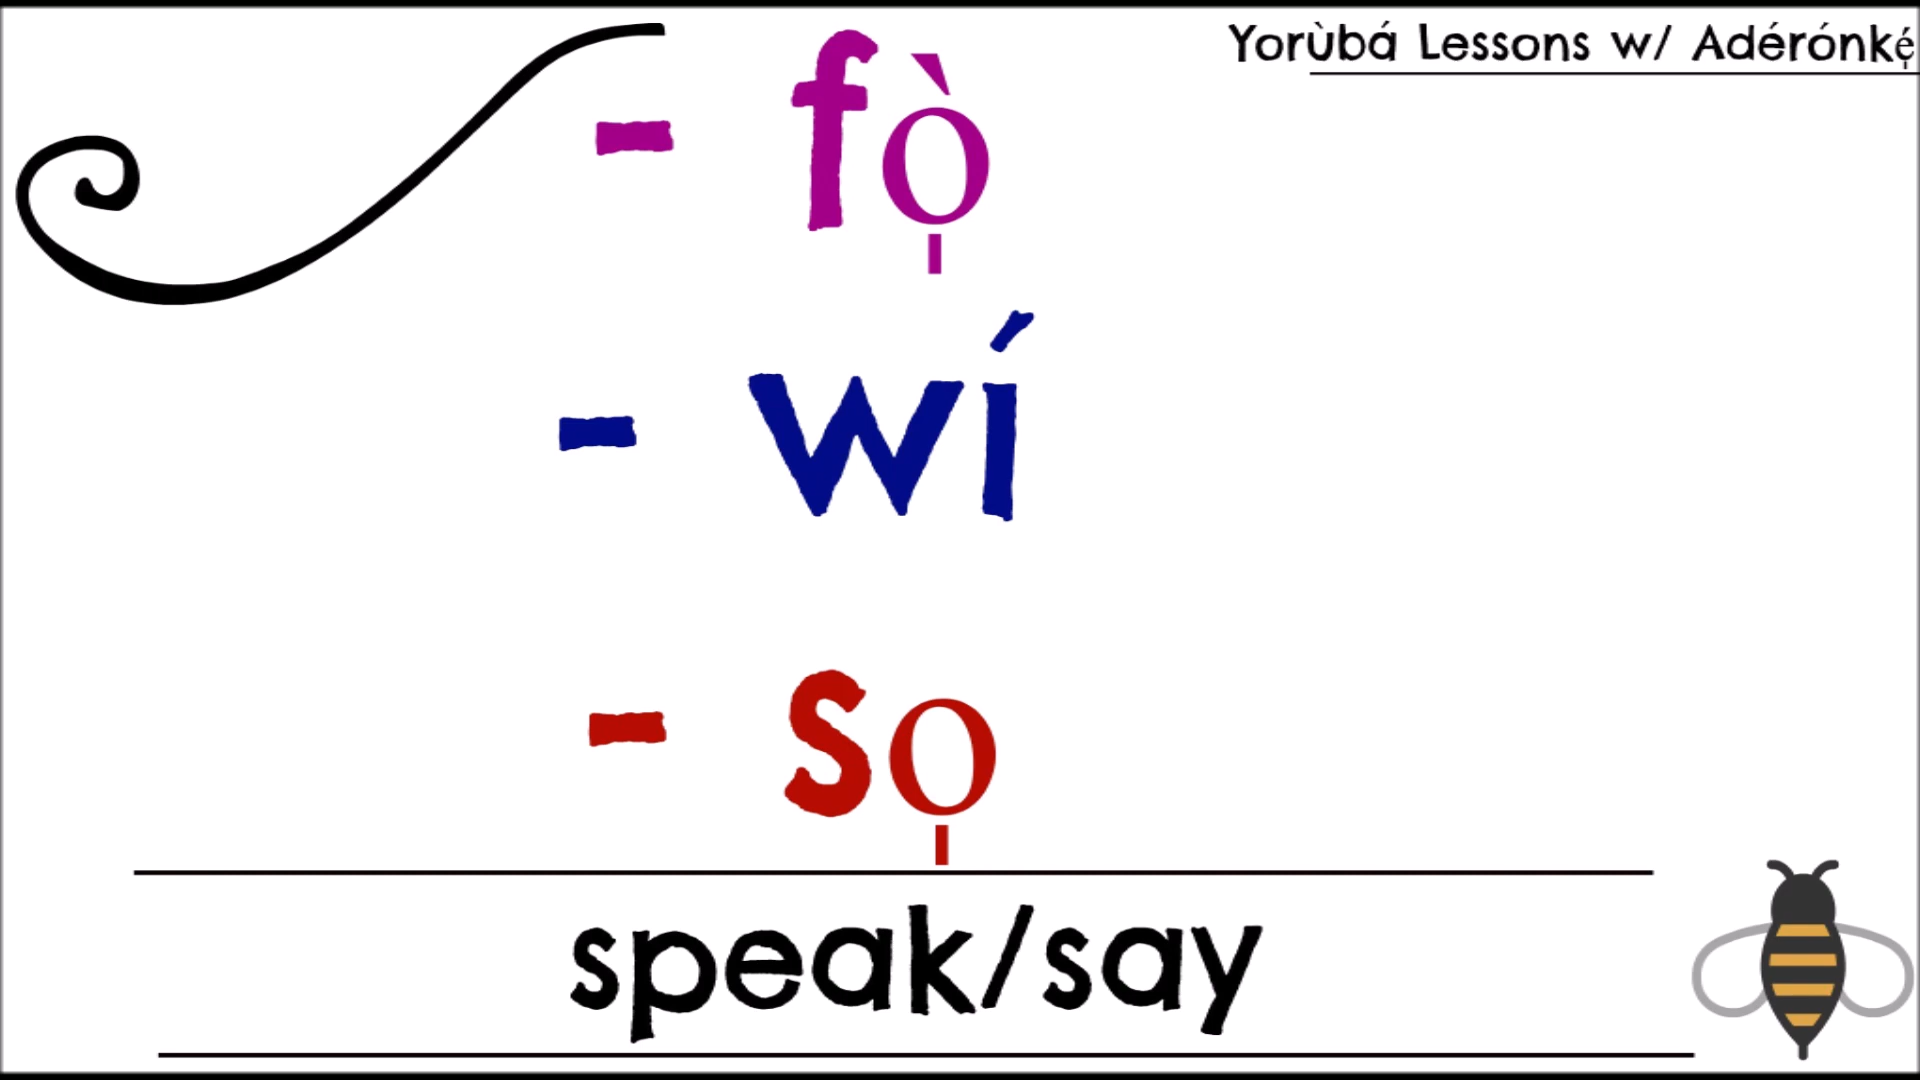 Yorùbá Lessons w/ Adérónkẹ́
- fọ̀
- wí
- sọ
speak/say